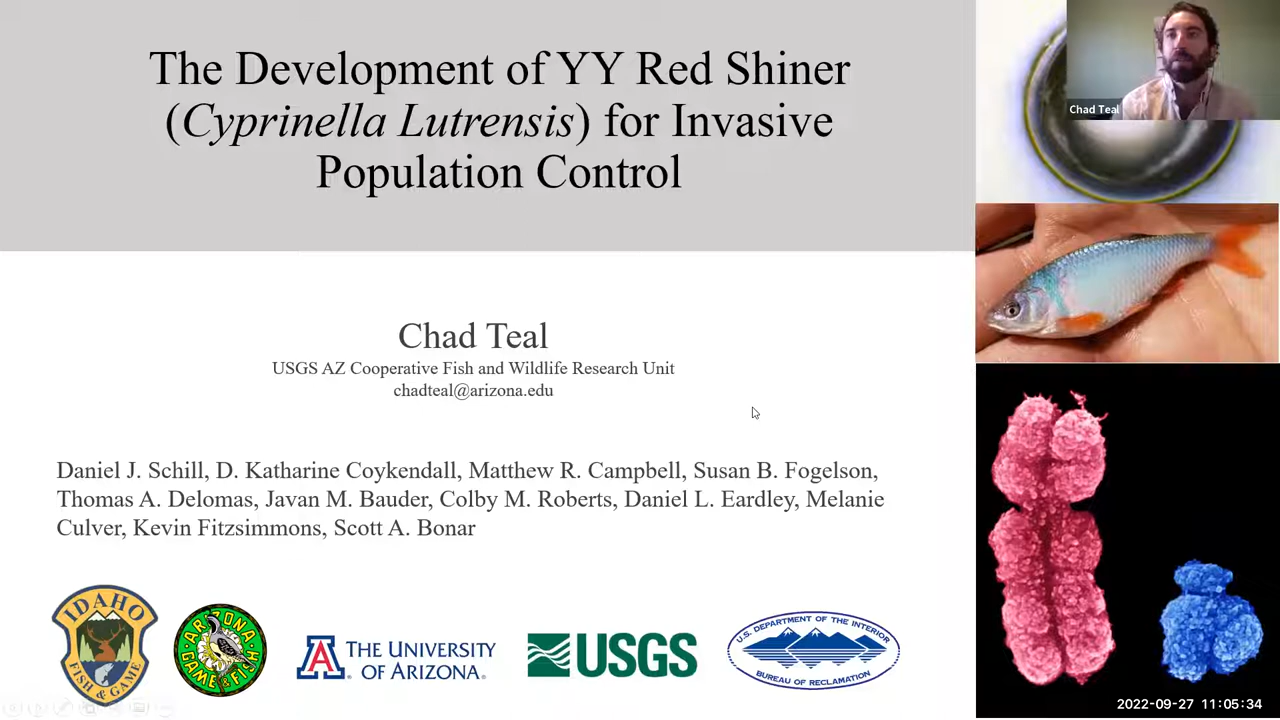 The Development of YY Red Shiner
(Cyprinella Lutrensis) for Invasive
Population Control
Chad Teal
Chad Teal
USGS AZ Cooperative Fish and Wildlife Research Unit
chadteal@arizona.edu
Daniel J. Schill, D. Katharine Coykendall, Matthew R. Campbell, Susan B. Fogelson,
Thomas A. Delomas, Javan M. Bauder, Colby M. Roberts, Daniel L. Eardley, Melanie
Culver, Kevin Fitzsimmons, Scott A. Bonar
IDAHO
FISH & GAME
ARIZONA
GAME & FISH
A
THE UNIVERSITY
OF ARIZONA®
USGS
U.S. DEPARTMENT OF THE INTERIOR
BUREAU OF RECLAMATION
2022-09-27 11:05:34